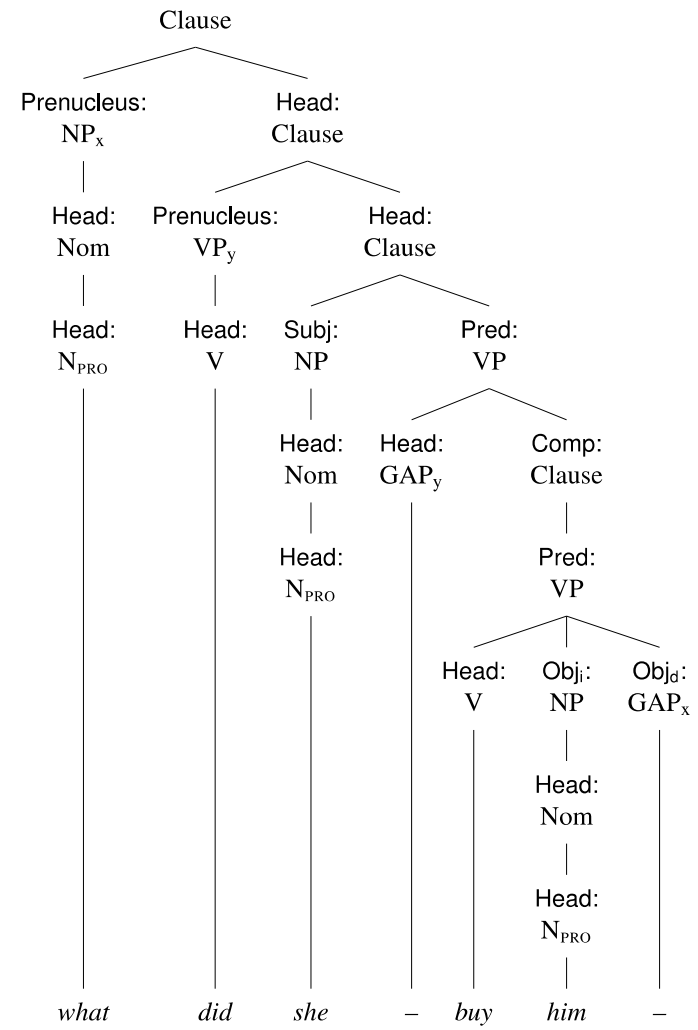 Clause
Prenucleus: Head:
NPx Clause
Head: Prenucleus: Head:
Nom VPy Clause
Head: Head: Subj: Pred:
NPRO V NP VP
Head: Head: Comp:
Nom GAPy Clause
Head: Pred:
NPRO VP
Head: Obji: Objd:
V NP GAPx
Head:
Nom
Head:
NPRO
what did she – buy him –